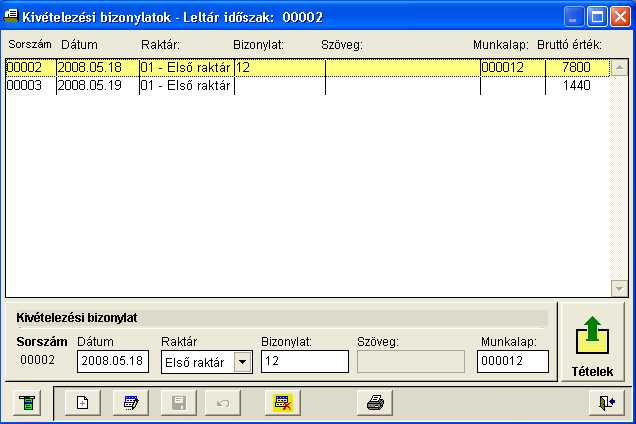 Kivételezési bizonylatok - Leltár időszak: 00002
Sorszám Dátum Raktár: Bizonylat: Szöveg: Munkalap: Bruttó érték:
00002 2008.05.18 01 - Első raktár 12 000012 7800
00003 2008.05.19 01 - Első raktár 1440
Kivételezési bizonylat
Sorszám Dátum Raktár Bizonylat: Szöveg: Munkalap:
00002 2008.05.18 Első raktár 12 000012
Tételek